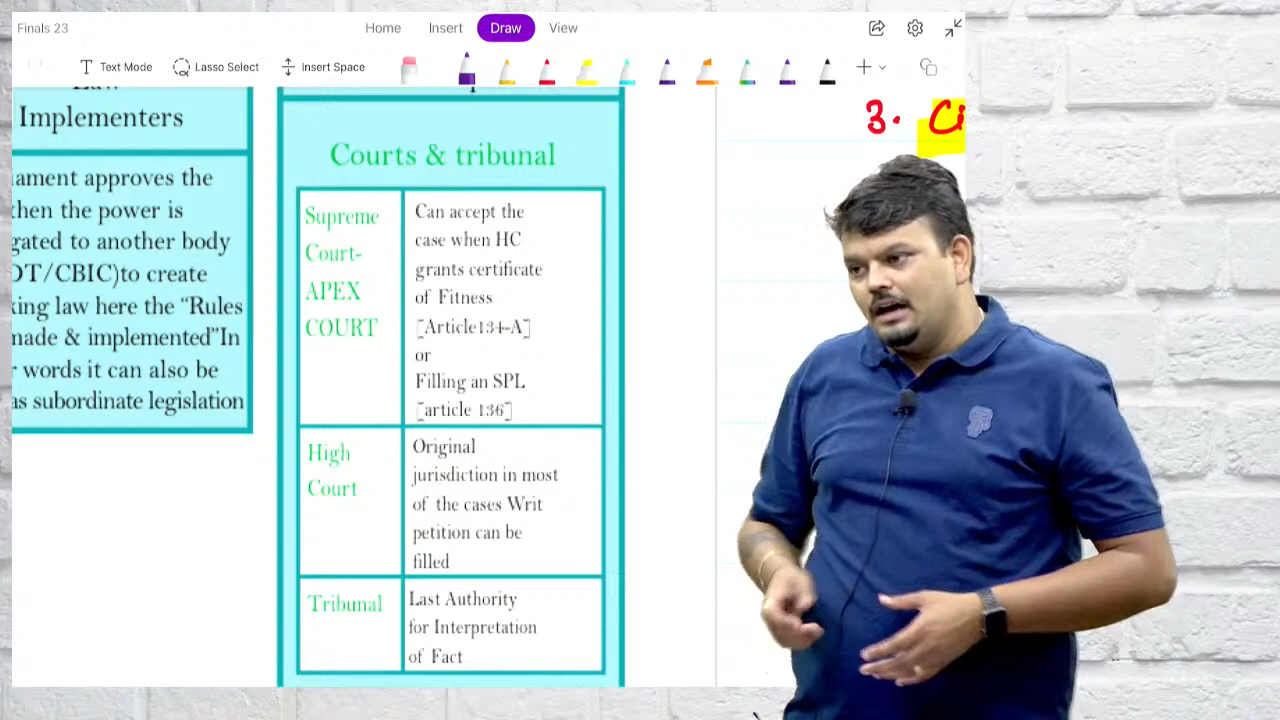 Finals 23
Home Insert Draw View
Text Mode Lasso Select Insert Space
Law
Implementers
ament approves the
then the power is
gated to another body
DT/CBIC)to create
king law here the “Rules
made & implemented”In
r words it can also be
as subordinate legislation
Courts & tribunal
Supreme
Court-
APEX
COURT
Can accept the
case when HC
grants certificate
of Fitness
[Article134-A]
or
Filling an SPL
[article 136]
High
Court
Original
jurisdiction in most
of the cases Writ
petition can be
filled
Tribunal
Last Authority
for Interpretation
of Fact
3. Ci